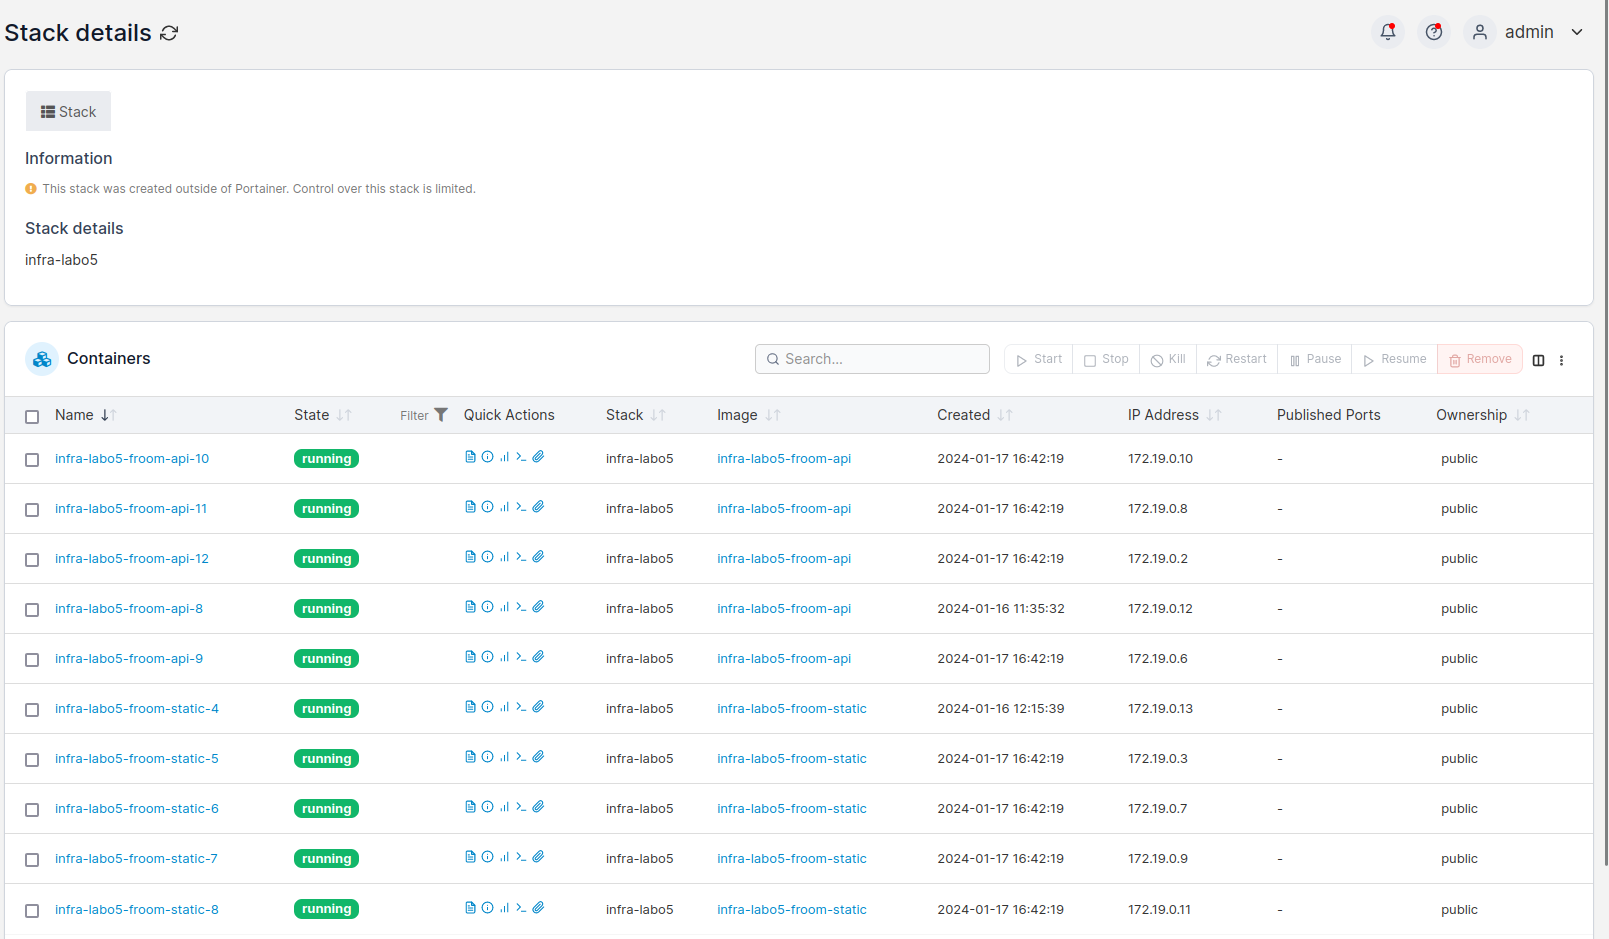 Stack details
admin
Stack
Information
This stack was created outside of Portainer. Control over this stack is limited.
Stack details
infra-labo5
Containers
Search...
Start Stop Kill Restart Pause Resume Remove
Name State Filter Quick Actions Stack Image Created IP Address Published Ports Ownership
infra-labo5-froom-api-10 running infra-labo5 infra-labo5-froom-api 2024-01-17 16:42:19 172.19.0.10 - public
infra-labo5-froom-api-11 running infra-labo5 infra-labo5-froom-api 2024-01-17 16:42:19 172.19.0.8 - public
infra-labo5-froom-api-12 running infra-labo5 infra-labo5-froom-api 2024-01-17 16:42:19 172.19.0.2 - public
infra-labo5-froom-api-8 running infra-labo5 infra-labo5-froom-api 2024-01-16 11:35:32 172.19.0.12 - public
infra-labo5-froom-api-9 running infra-labo5 infra-labo5-froom-api 2024-01-17 16:42:19 172.19.0.6 - public
infra-labo5-froom-static-4 running infra-labo5 infra-labo5-froom-static 2024-01-16 12:15:39 172.19.0.13 - public
infra-labo5-froom-static-5 running infra-labo5 infra-labo5-froom-static 2024-01-17 16:42:19 172.19.0.3 - public
infra-labo5-froom-static-6 running infra-labo5 infra-labo5-froom-static 2024-01-17 16:42:19 172.19.0.7 - public
infra-labo5-froom-static-7 running infra-labo5 infra-labo5-froom-static 2024-01-17 16:42:19 172.19.0.9 - public
infra-labo5-froom-static-8 running infra-labo5 infra-labo5-froom-static 2024-01-17 16:42:19 172.19.0.11 - public